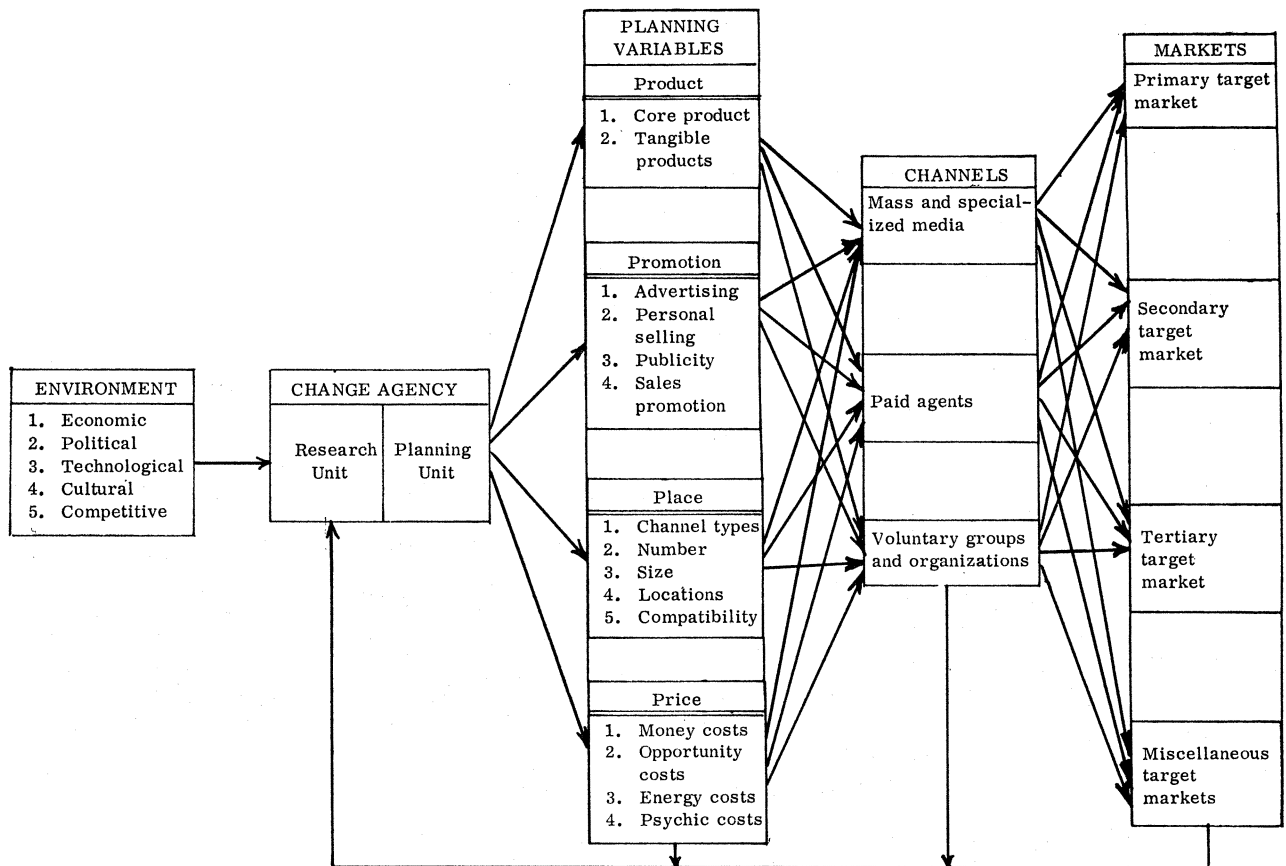 ENVIRONMENT
1. Economic
2. Political
3. Technological
4. Cultural
5. Competitive
CHANGE AGENCY
Research
Unit
Planning
Unit
PLANNING
VARIABLES
Product
1. Core product
2. Tangible
products
Promotion
1. Advertising
2. Personal
selling
3. Publicity
4. Sales
promotion
Place
1. Channel types
2. Number
3. Size
4. Locations
5. Compatibility
Price
1. Money costs
2. Opportunity
costs
3. Energy costs
4. Psychic costs
CHANNELS
Mass and special-
ized media
Paid agents
Voluntary groups
and organizations
MARKETS
Primary target
market
Secondary
target
market
Tertiary
target
market
Miscellaneous
target
markets